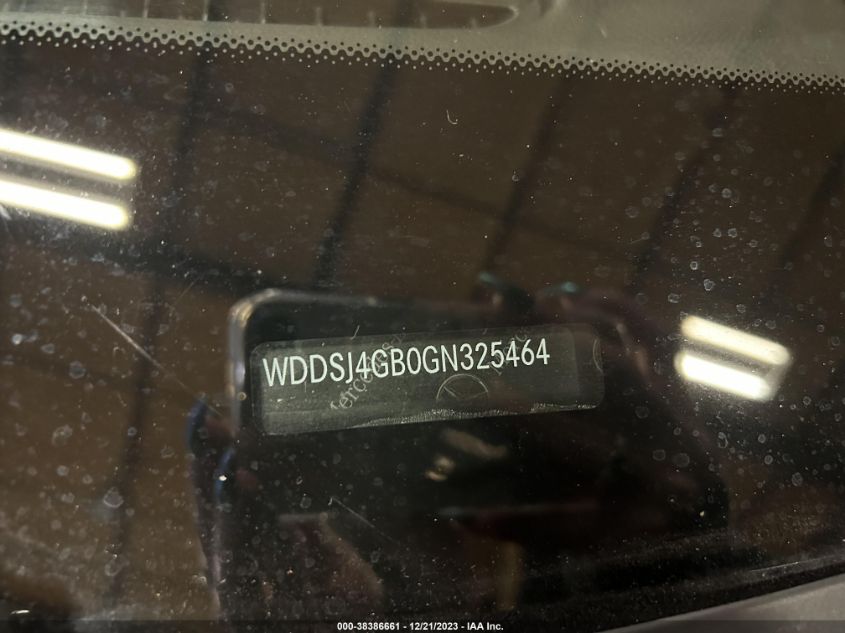 WDDSJ4GB0GN325464
000-38386661 - 12/21/2023 - IAA Inc.